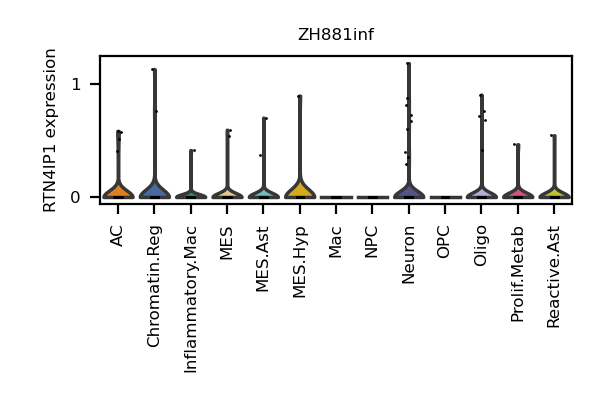 ZH881inf
RTN4IP1 expression
1
0
AC
Chromatin.Reg
Inflammatory.Mac
MES
MES.Ast
MES.Hyp
Mac
NPC
Neuron
OPC
Oligo
Prolif.Metab
Reactive.Ast